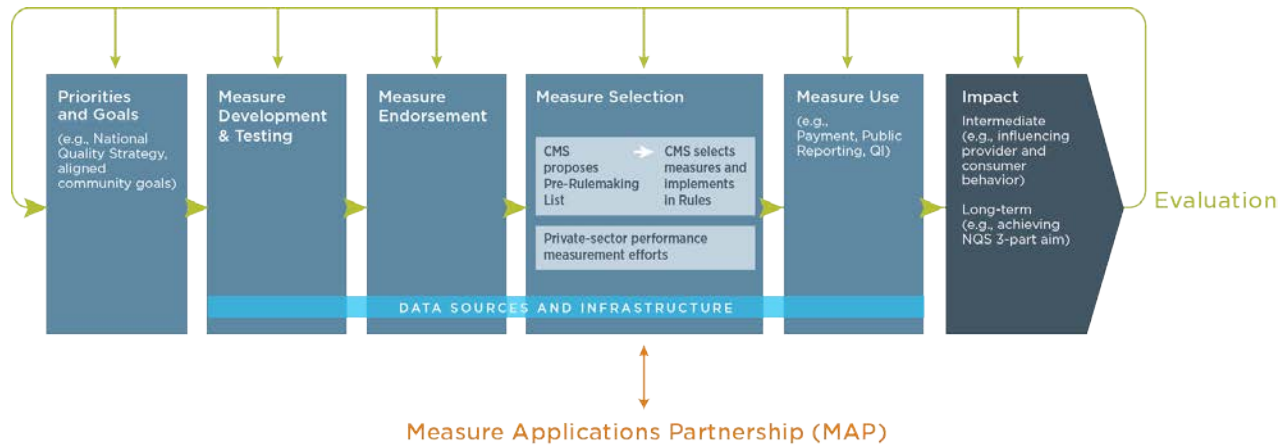 Priorities
and Goals
(e.g., National
Quality Strategy,
aligned
community goals)
Measure
Development
& Testing
Measure
Endorsement
Measure Selection
CMS
proposes
Pre-Rulemaking
List
CMS selects
measures and
implements
in Rules
Private-sector performance
measurement efforts
Measure Use
(e.g.,
Payment, Public
Reporting, QI)
Impact
Intermediate
(e.g., influencing
provider and
consumer
behavior)
Long-term
(e.g., achieving
NQS 3-part aim)
Evaluation
DATA SOURCES AND INFRASTRUCTURE
Measure Applications Partnership (MAP)